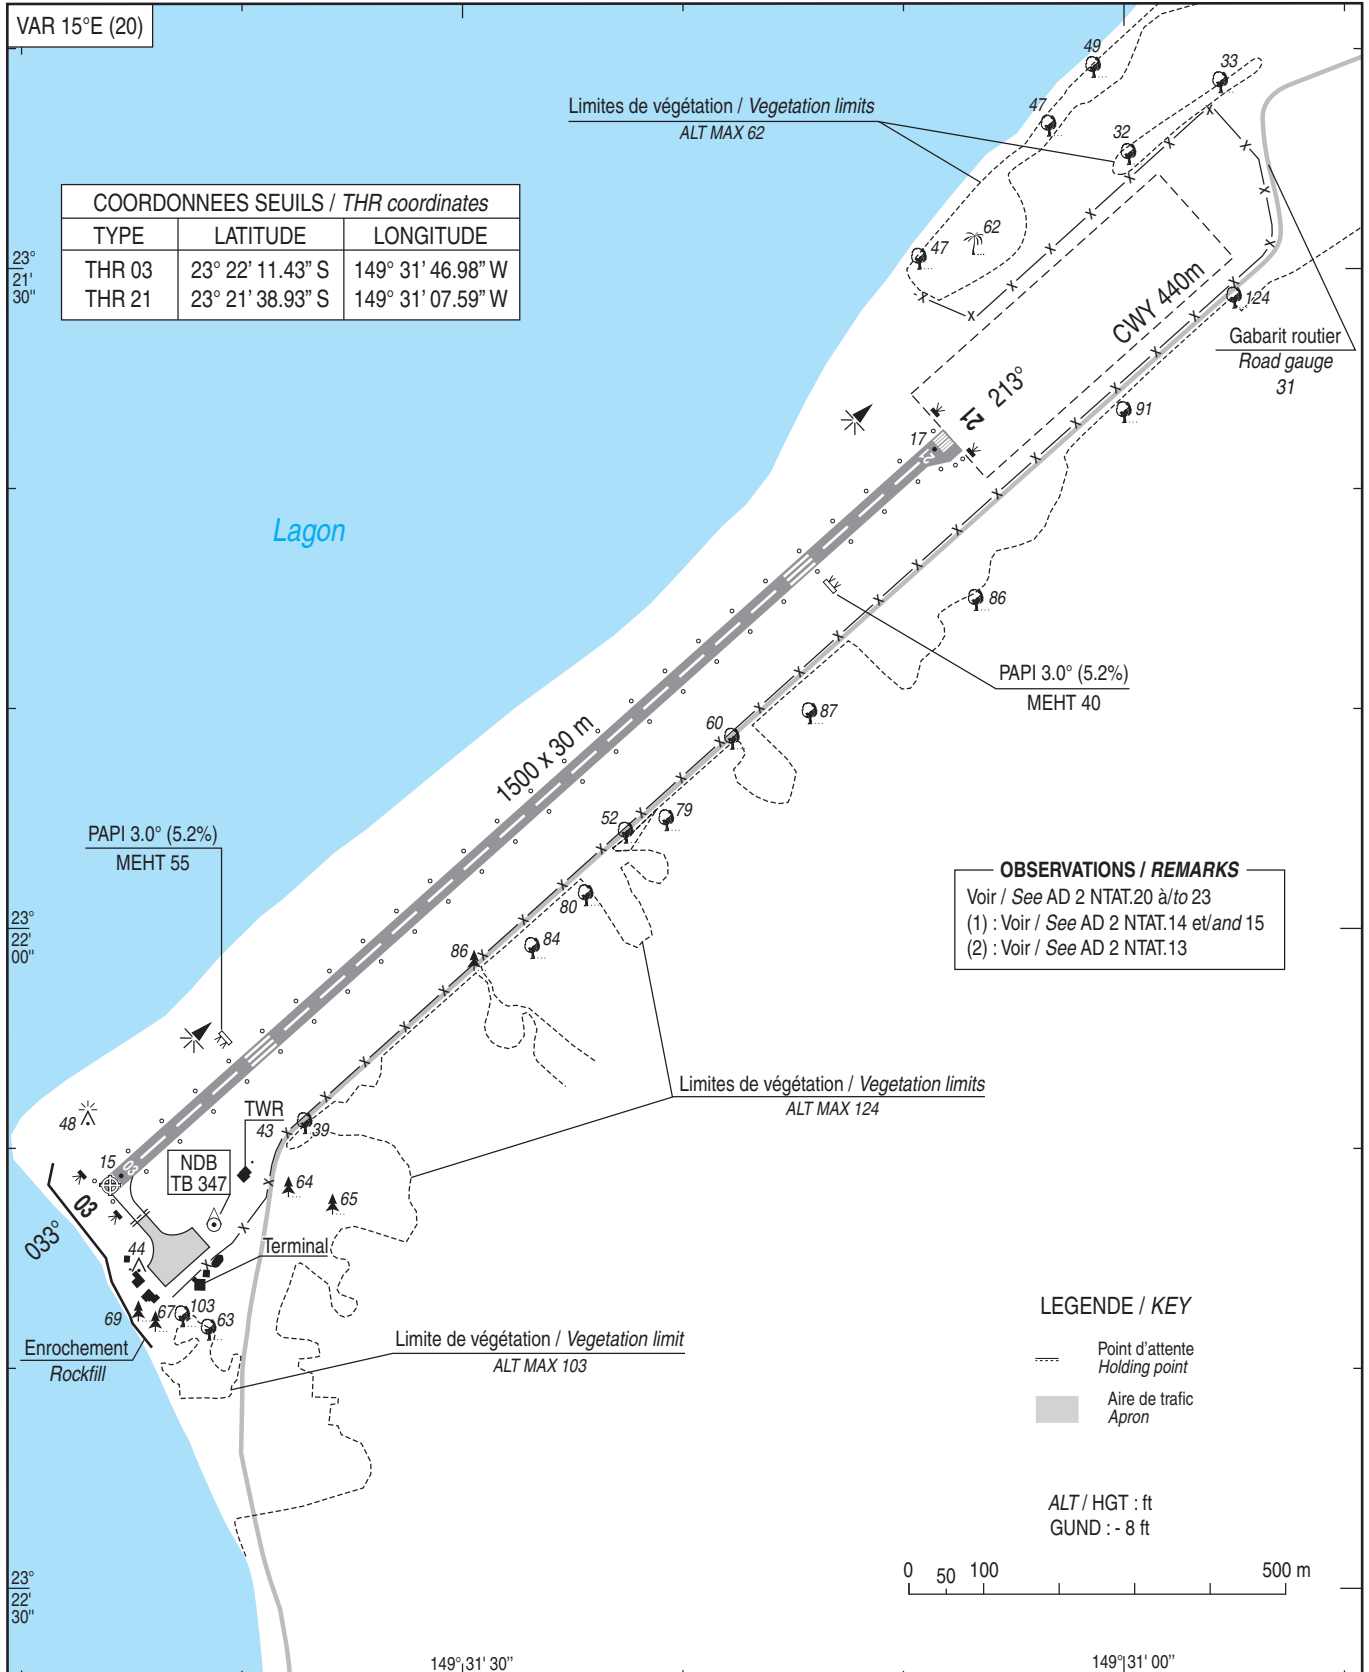 VAR 15°E (20)
49
33
Limites de végétation / Vegetation limits
ALT MAX 62
47
32
COORDONNEES SEUILS / THR coordinates
TYPE LATITUDE LONGITUDE
THR 03 23° 22’ 11.43” S 149° 31’ 46.98” W
THR 21 23° 21’ 38.93” S 149° 31’ 07.59” W
62
47
23°
21'
30"
124
CWY 440m
Gabarit routier
Road gauge
31
213°
21
91
17
21
Lagon
86
PAPI 3.0° (5.2%)
MEHT 40
87
60
1500 x 30 m
79
52
PAPI 3.0° (5.2%)
MEHT 55
OBSERVATIONS / REMARKS
Voir / See AD 2 NTAT.20 à/to 23
(1) : Voir / See AD 2 NTAT.14 et/and 15
(2) : Voir / See AD 2 NTAT.13
80
23°
22'
00"
84
86
Limites de végétation / Vegetation limits
ALT MAX 124
TWR
48
43
39
15
03
NDB
TB 347
64
65
03
033°
44
Terminal
69
67
103
63
Enrochement
Rockfill
Limite de végétation / Vegetation limit
ALT MAX 103
LEGENDE / KEY
Point d’attente
Holding point
Aire de trafic
Apron
ALT / HGT : ft
GUND : - 8 ft
0 50 100 500 m
23°
22'
30"
149° 31' 30”
149° 31' 00”